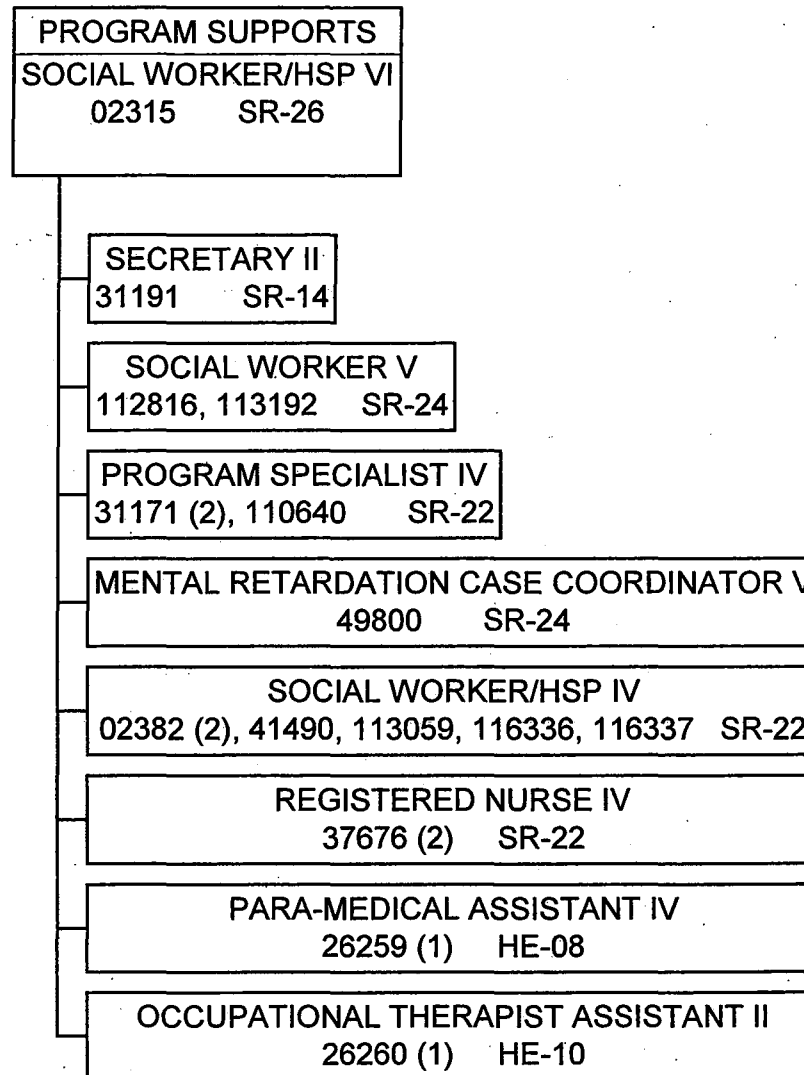 PROGRAM SUPPORTS
SOCIAL WORKER/HSP VI
02315 SR-26
SECRETARY II
31191 SR-14
SOCIAL WORKER V
112816, 113192 SR-24
PROGRAM SPECIALIST IV
31171 (2), 110640 SR-22
MENTAL RETARDATION CASE COORDINATOR V
49800 SR-24
SOCIAL WORKER/HSP IV
02382 (2), 41490, 113059, 116336, 116337 SR-22
REGISTERED NURSE IV
37676 (2) SR-22
PARA-MEDICAL ASSISTANT IV
26259 (1) HE-08
OCCUPATIONAL THERAPIST ASSISTANT II
26260 (1) HE-10